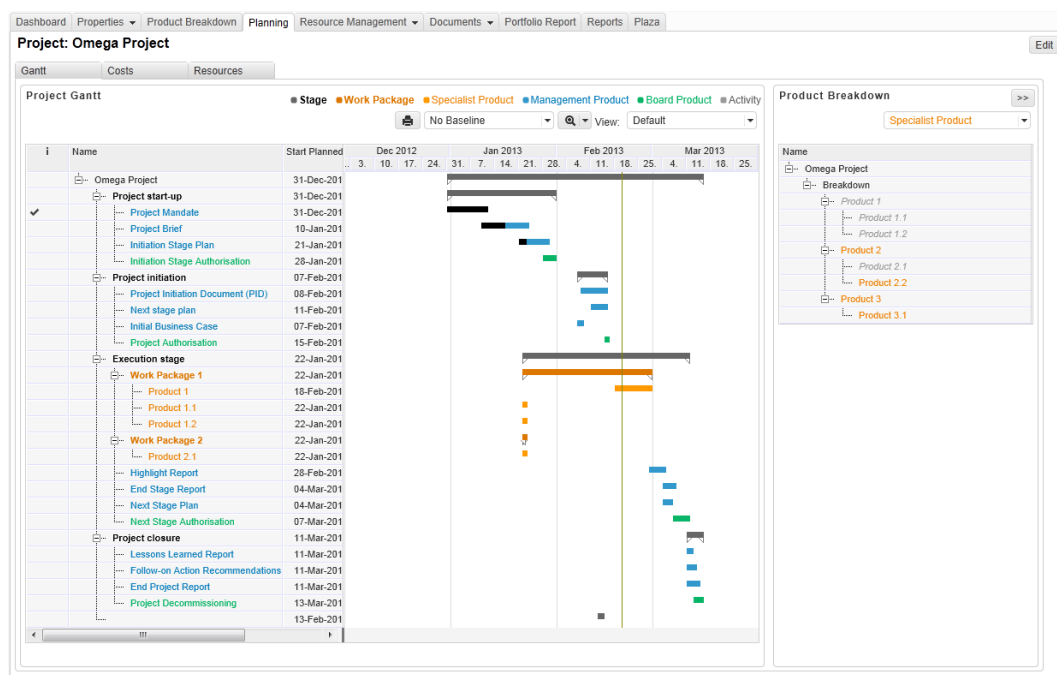 Dashboard Properties Product Breakdown Planning Resource Management Documents Portfolio Report Reports Plaza
Project: Omega Project
Edit
Gantt Costs Resources
Project Gantt
Stage Work Package Specialist Product Management Product Board Product Activity
No Baseline View: Default
i Name Start Planned
Dec 2012 Jan 2013 Feb 2013 Mar 2013
.. 3. 10. 17. 24. 31. 7. 14. 21. 28. 4. 11. 18. 25. 4. 11. 18. 25.
Omega Project 31-Dec-201
Project start-up 31-Dec-201
Project Mandate 31-Dec-201
Project Brief 10-Jan-201
Initiation Stage Plan 21-Jan-201
Initiation Stage Authorisation 28-Jan-201
Project initiation 07-Feb-201
Project Initiation Document (PID) 08-Feb-201
Next stage plan 11-Feb-201
Initial Business Case 07-Feb-201
Project Authorisation 15-Feb-201
Execution stage 22-Jan-201
Work Package 1 22-Jan-201
Product 1 18-Feb-201
Product 1.1 22-Jan-201
Product 1.2 22-Jan-201
Work Package 2 22-Jan-201
Product 2.1 22-Jan-201
Highlight Report 28-Feb-201
End Stage Report 04-Mar-201
Next Stage Plan 04-Mar-201
Next Stage Authorisation 07-Mar-201
Project closure 11-Mar-201
Lessons Learned Report 11-Mar-201
Follow-on Action Recommendations 11-Mar-201
End Project Report 11-Mar-201
Project Decommissioning 13-Mar-201
13-Feb-201
Product Breakdown
>>
Specialist Product
Name
Omega Project
Breakdown
Product 1
Product 1.1
Product 1.2
Product 2
Product 2.1
Product 2.2
Product 3
Product 3.1